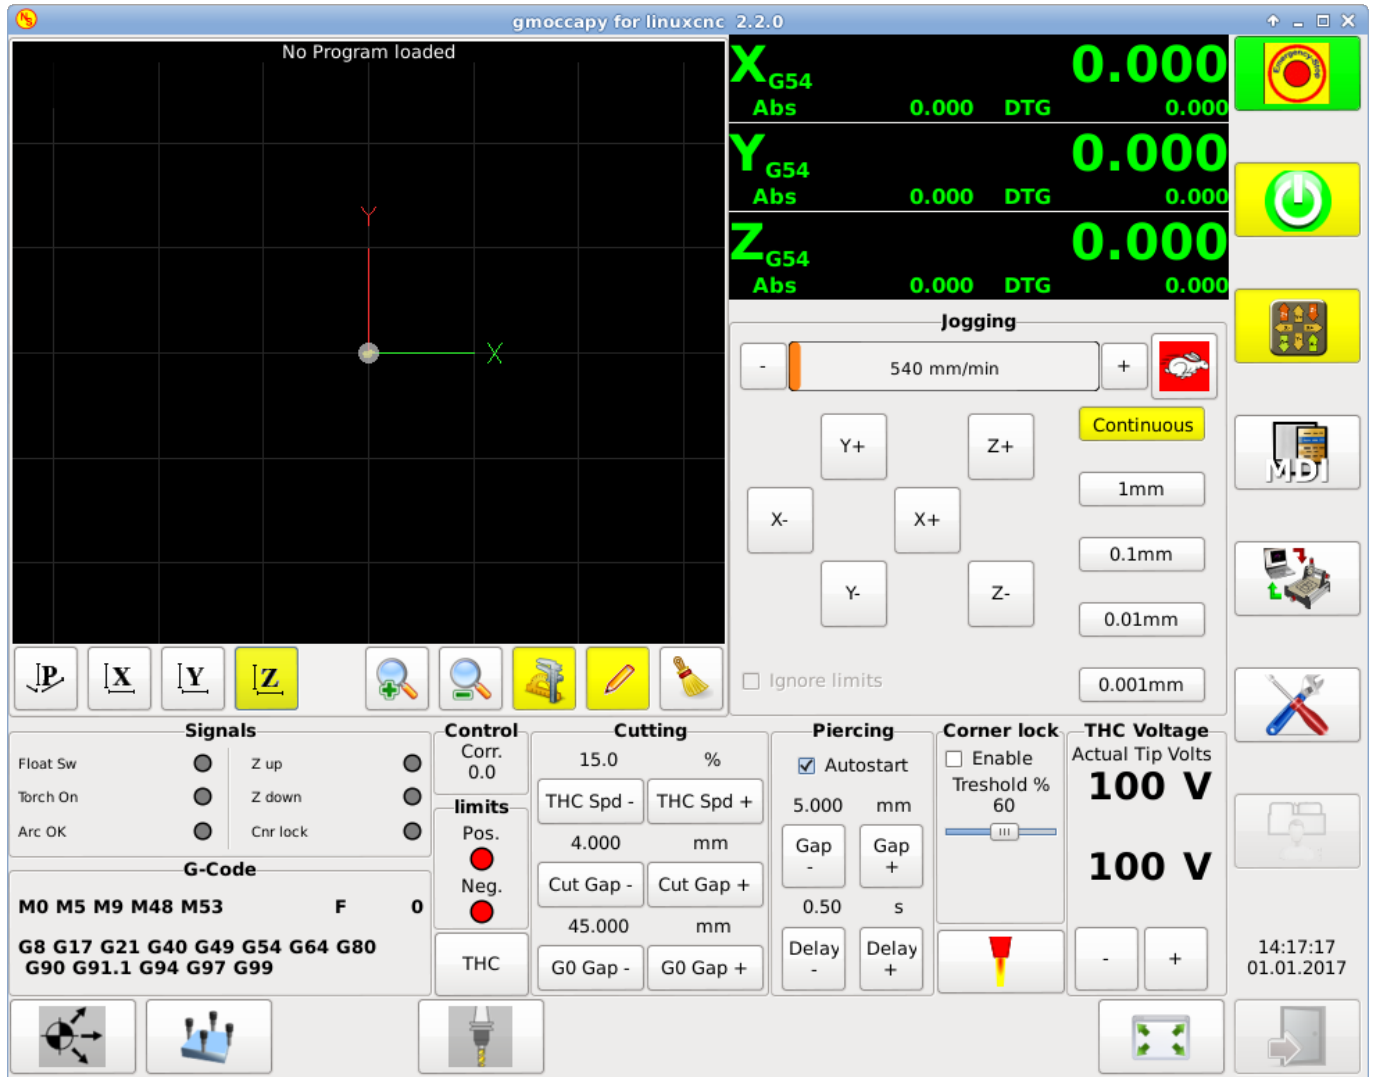 gmoccapy for linuxcnc 2.2.0
No Program loaded
Y
X
X G54 0.000
Abs 0.000 DTG 0.000
Y G54 0.000
Abs 0.000 DTG 0.000
Z G54 0.000
Abs 0.000 DTG 0.000
Emergency-Stop
Jogging
- 540 mm/min +
Continuous
Y+ Z+
1mm
X- X+
0.1mm
Y- Z-
0.01mm
Ignore limits
0.001mm
MDI
P X Y Z
Signals
Float Sw Z up
Torch On Z down
Arc OK Cnr lock
G-Code
M0 M5 M9 M48 M53 F 0
G8 G17 G21 G40 G49 G54 G64 G80
G90 G91.1 G94 G97 G99
Control
Corr.
0.0
limits
Pos.
Neg.
THC
Cutting
15.0 %
THC Spd - THC Spd +
4.000 mm
Cut Gap - Cut Gap +
45.000 mm
G0 Gap - G0 Gap +
Piercing
Autostart
5.000 mm
Gap - Gap +
0.50 s
Delay - Delay +
Corner lock
Enable
Treshold %
60
THC Voltage
Actual Tip Volts
100 V
100 V
- +
14:17:17
01.01.2017